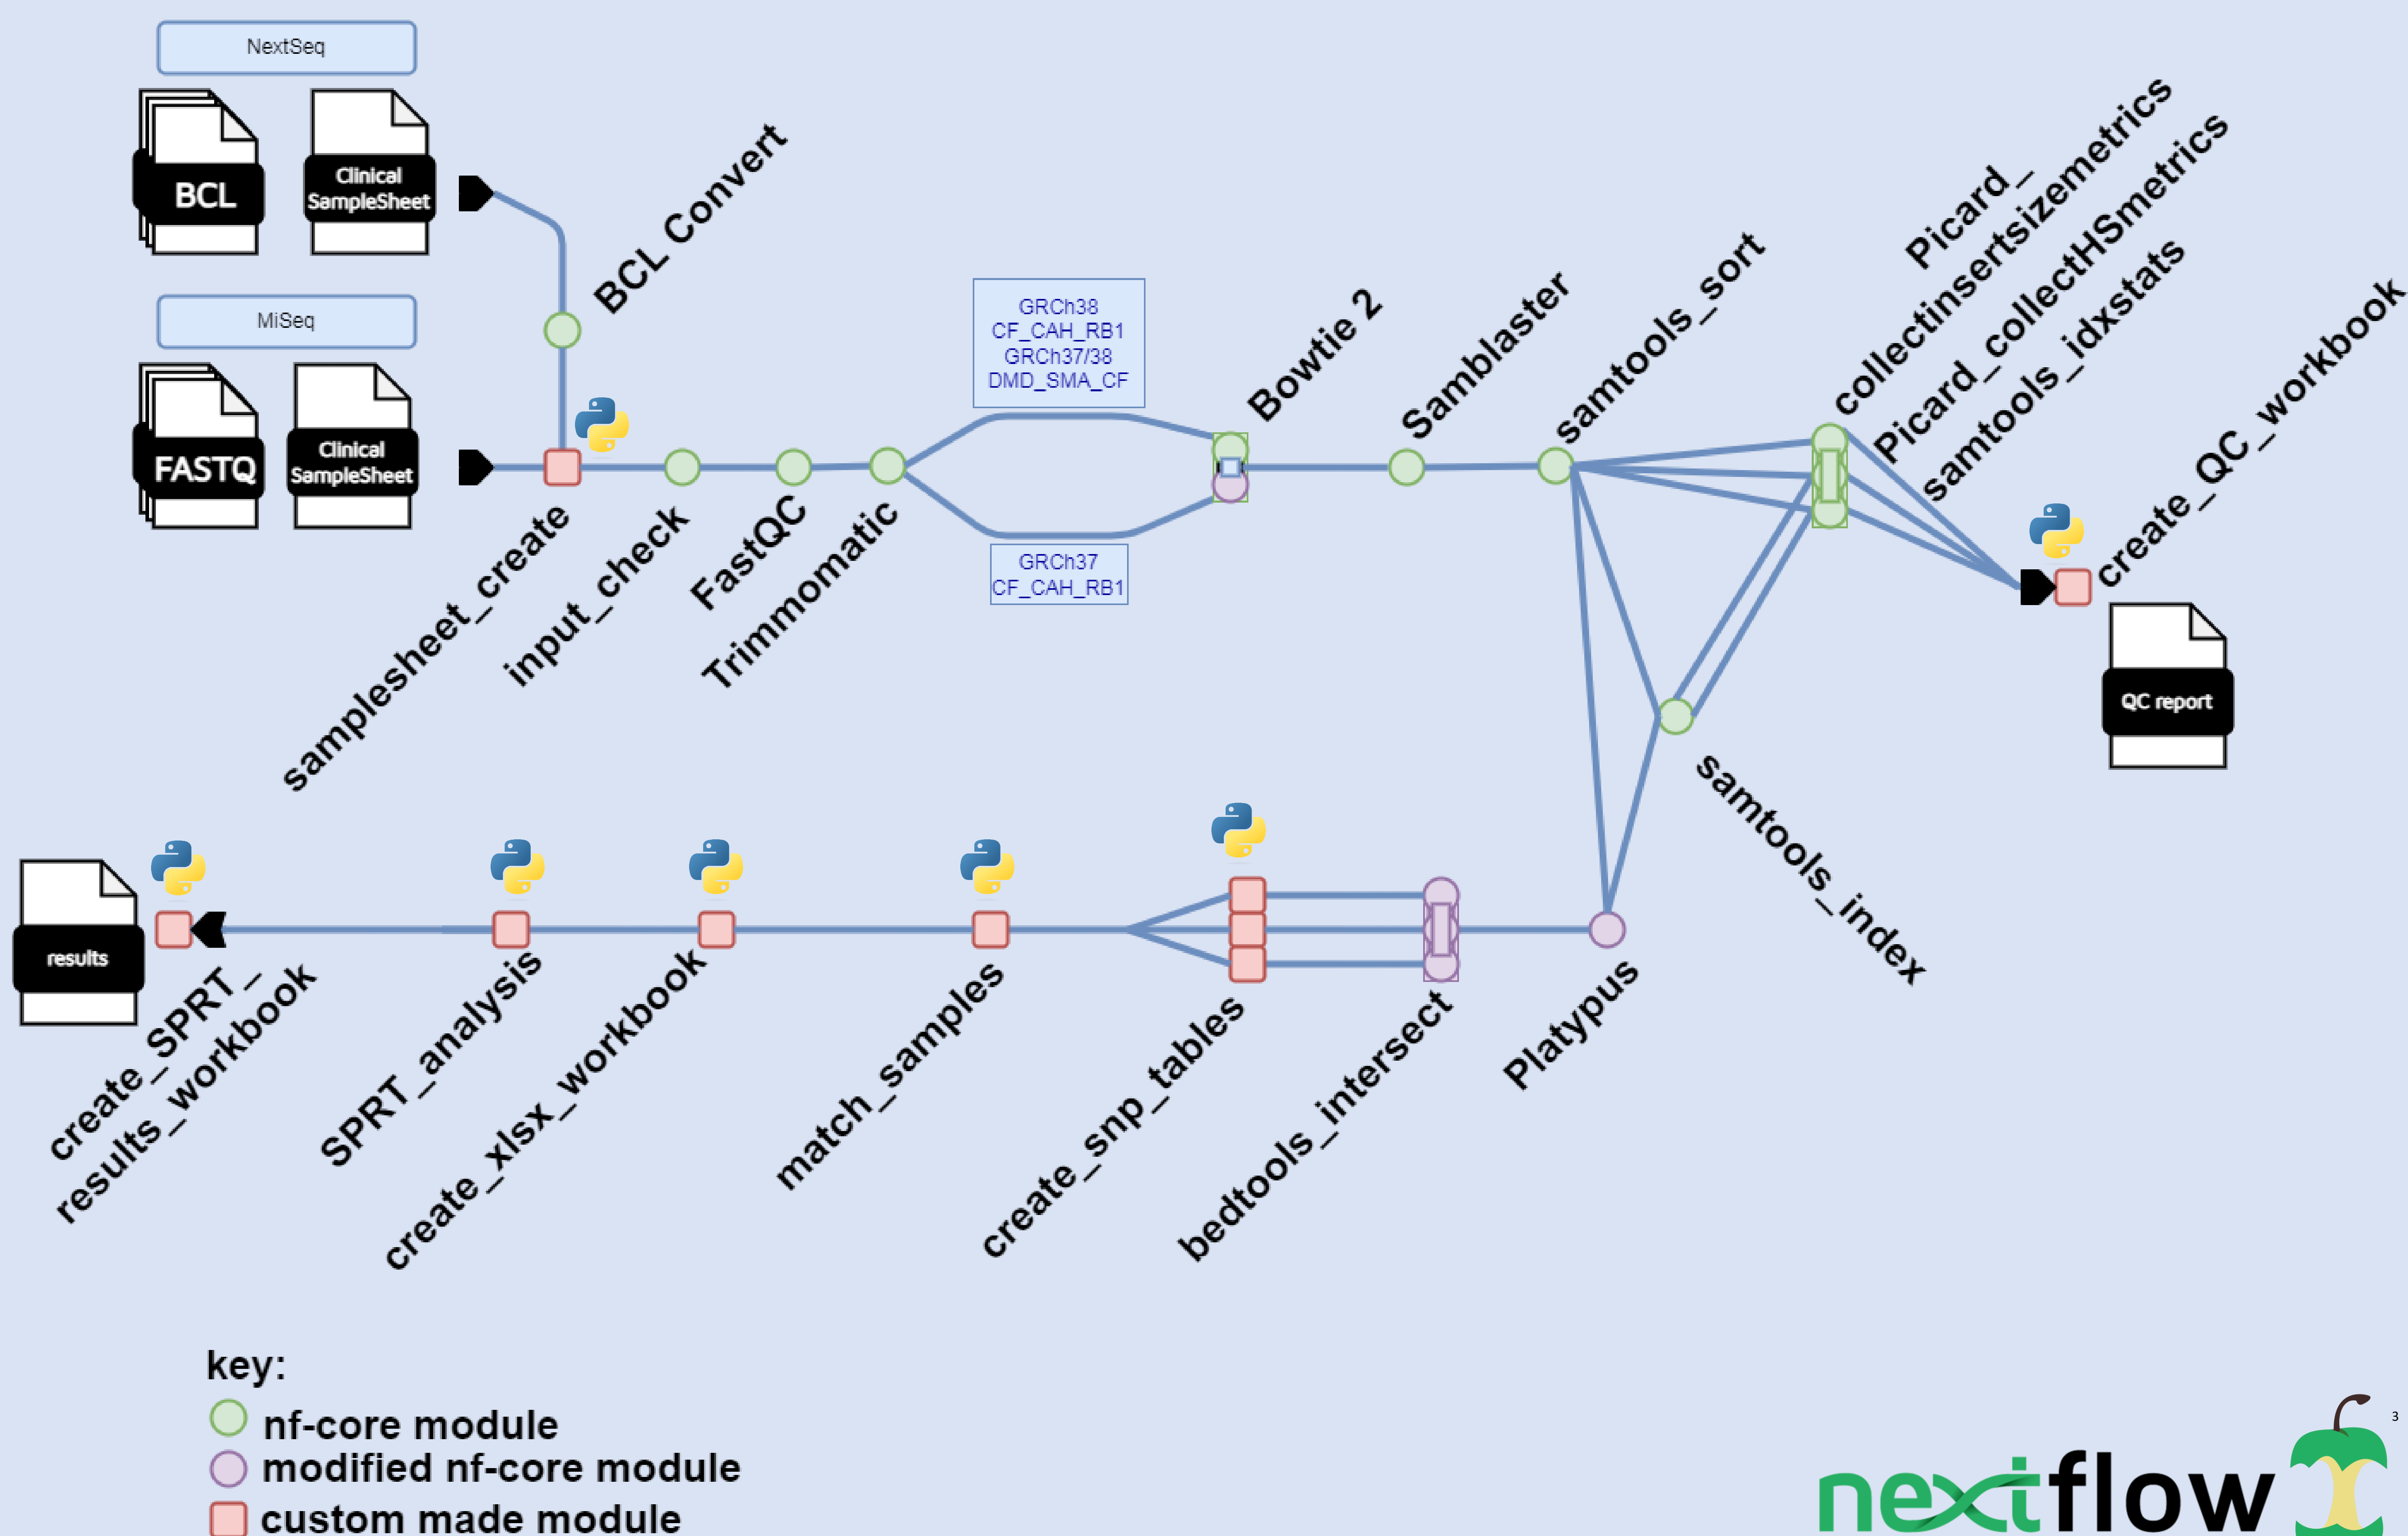 NextSeq
BCL
Clinical
SampleSheet
MiSeq
FASTQ
Clinical
SampleSheet
BCL Convert
samplesheet_create
input_check
FastQC
Trimmomatic
GRCh38
CF_CAH_RB1
GRCh37/38
DMD_SMA_CF
GRCh37
CF_CAH_RB1
Bowtie 2
Samblaster
samtools_sort
Picard_
collectinsertsizemetrics
Picard_collectHSmetrics
samtools_idxstats
create_QC_workbook
QC report
samtools_index
Platypus
bedtools_intersect
create_snp_tables
match_samples
create_xlsx_workbook
SPRT_analysis
create_SPRT_
results_workbook
results
key:
nf-core module
modified nf-core module
custom made module
nextflow
3